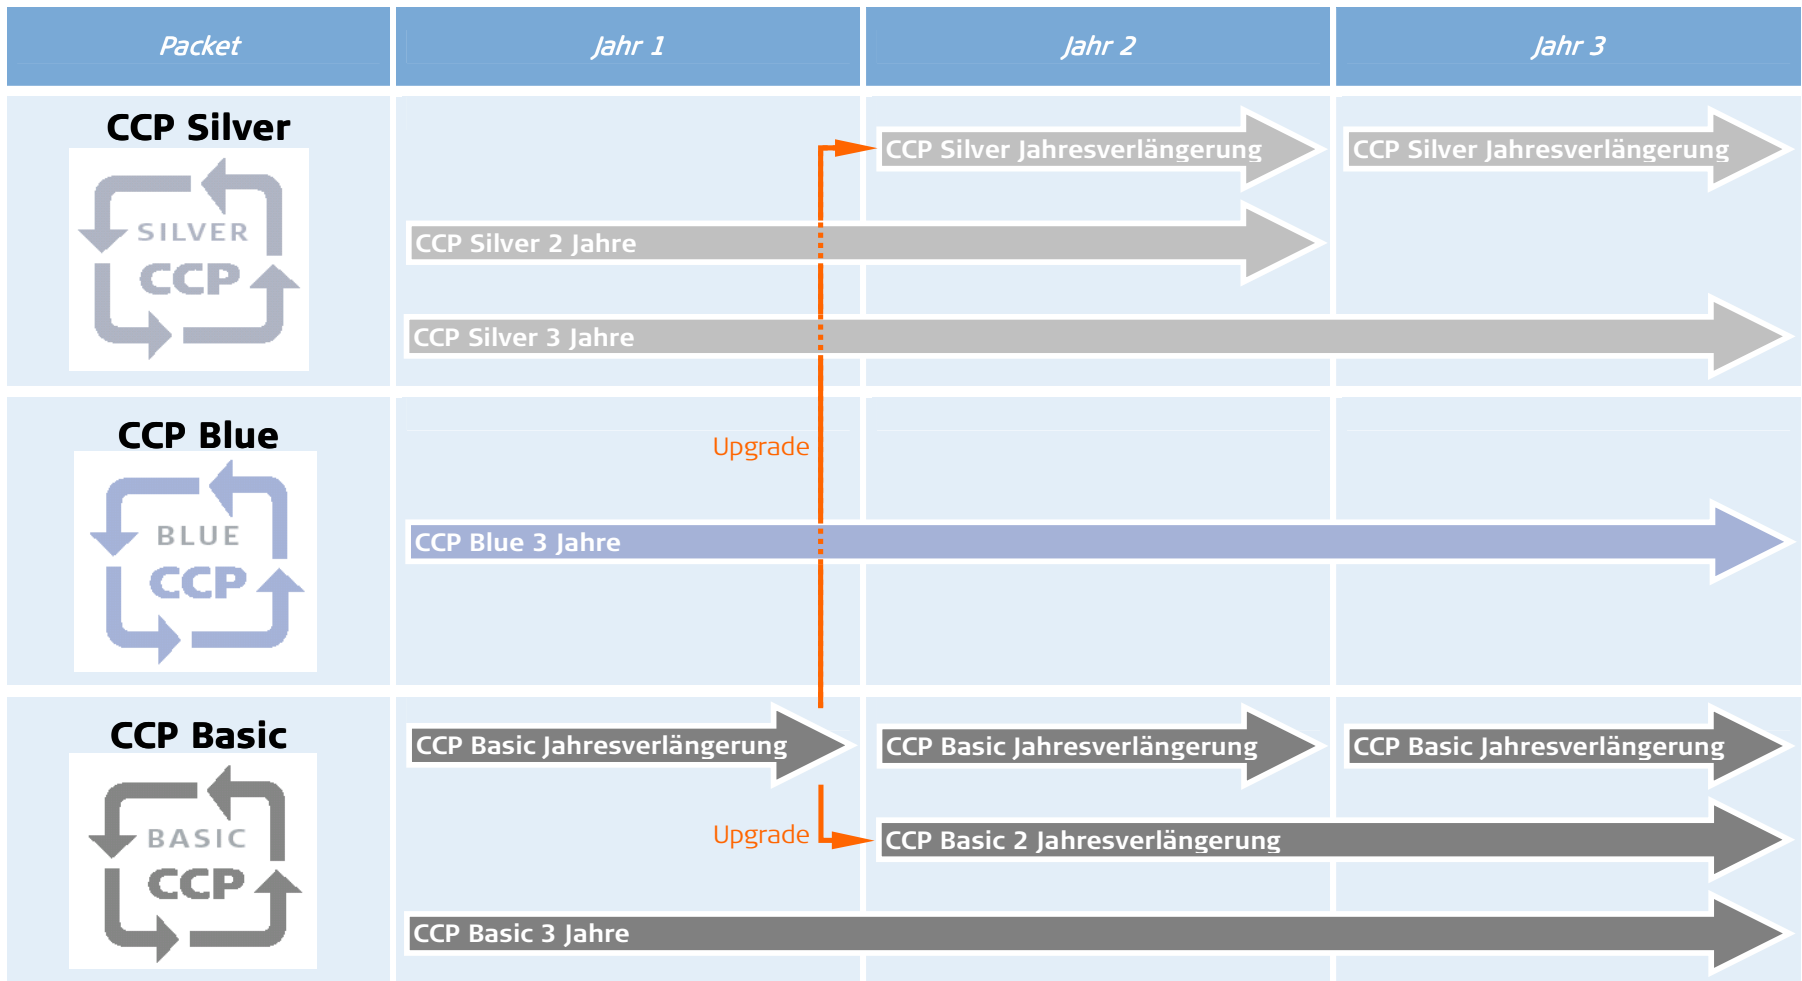 Packet
Jahr 1
Jahr 2
Jahr 3
CCP Silver
SILVER
CCP
CCP Silver Jahresverlängerung
CCP Silver Jahresverlängerung
CCP Silver 2 Jahre
CCP Silver 3 Jahre
CCP Blue
BLUE
CCP
Upgrade
CCP Blue 3 Jahre
CCP Basic
BASIC
CCP
CCP Basic Jahresverlängerung
CCP Basic Jahresverlängerung
CCP Basic Jahresverlängerung
Upgrade
CCP Basic 2 Jahresverlängerung
CCP Basic 3 Jahre